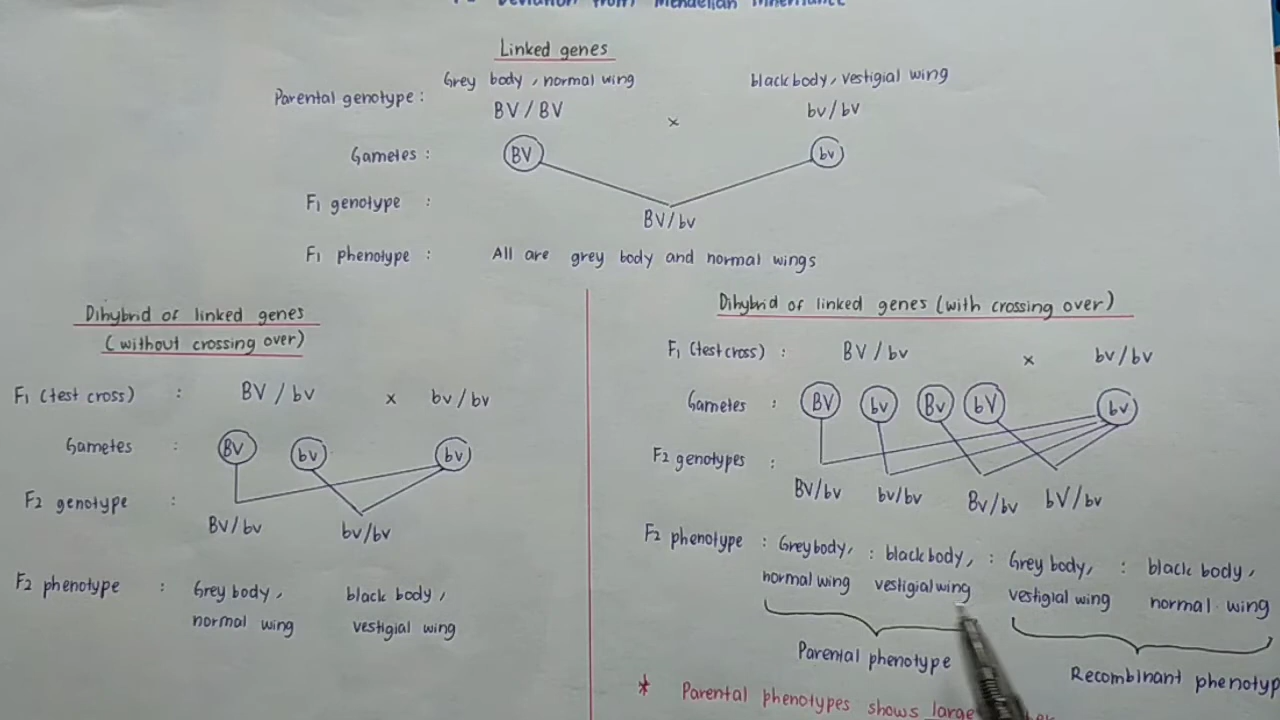 Deviation from Mendelian Inheritance
Linked genes
Grey body, normal wing
black body, vestigial wing
Parental genotype :
BV / BV
×
bv / bv
Gametes :
BV
bv
F1 genotype :
BV/bv
F1 phenotype : All are grey body and normal wings
Dihybrid of linked genes
(without crossing over)
F1 (test cross) : BV / bv × bv / bv
Gametes : BV bv bv
F2 genotype :
BV/bv bv/bv
F2 phenotype : Grey body, black body,
normal wing vestigial wing
Dihybrid of linked genes (with crossing over)
F1 (test cross) : BV / bv × bv / bv
Gametes : BV bv Bv bV bv
F2 genotypes :
BV/bv bv/bv Bv/bv bV/bv
F2 phenotype : Grey body, : black body, : Grey body, : black body,
normal wing vestigial wing vestigial wing normal wing
Parental phenotype
Recombinant phenotyp
* Parental phenotypes shows large